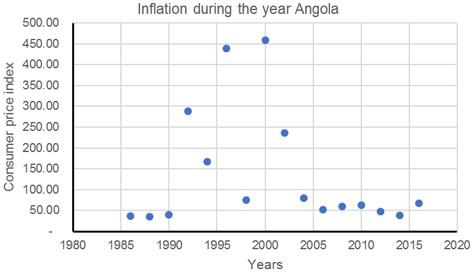 Inflation during the year Angola
500.00
450.00
400.00
350.00
300.00
250.00
200.00
150.00
100.00
50.00
-
Consumer price index
1980 1985 1990 1995 2000 2005 2010 2015 2020
Years